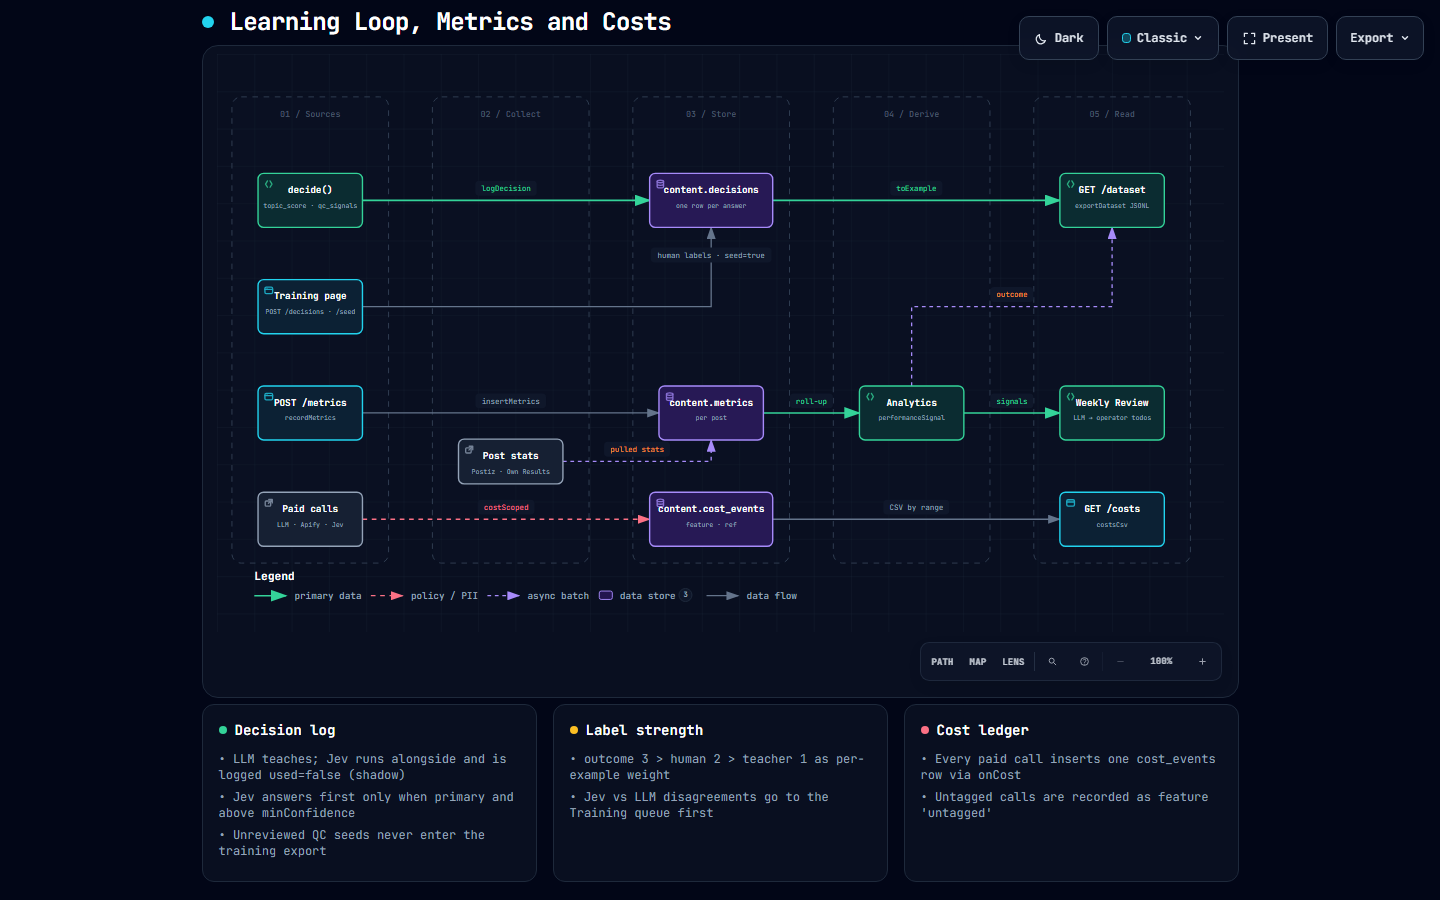 Learning Loop, Metrics and Costs
Dark
Classic
Present
Export
01 / Sources
02 / Collect
03 / Store
04 / Derive
05 / Read
decide()
topic_score · qc_signals
logDecision
content.decisions
one row per answer
toExample
GET /dataset
exportDataset JSONL
human labels · seed=true
Training page
POST /decisions · /seed
outcome
POST /metrics
recordMetrics
insertMetrics
content.metrics
per post
roll-up
Analytics
performanceSignal
signals
Weekly Review
LLM → operator todos
Post stats
Postiz · Own Results
pulled stats
Paid calls
LLM · Apify · Jev
costScoped
content.cost_events
feature · ref
CSV by range
GET /costs
costsCsv
Legend
primary data
policy / PII
async batch
data store 3
data flow
PATH
MAP
LENS
100%
Decision log
• LLM teaches; Jev runs alongside and is
logged used=false (shadow)
• Jev answers first only when primary and
above minConfidence
• Unreviewed QC seeds never enter the
training export
Label strength
• outcome 3 > human 2 > teacher 1 as per-
example weight
• Jev vs LLM disagreements go to the
Training queue first
Cost ledger
• Every paid call inserts one cost_events
row via onCost
• Untagged calls are recorded as feature
'untagged'